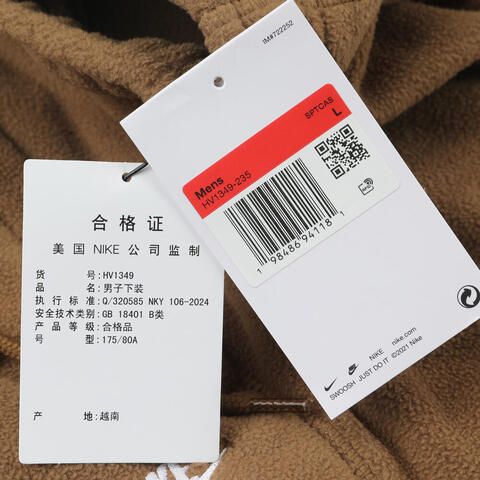 IM#722252
SPTCAS
L
Mens
HV1349-235
1 98486 94118 1
NIKE
nike.com
SWOOSH JUST DO IT ©2021 Nike
合格证
美国 NIKE 公司监制
货 号:HV1349
品 名:男子下装
执行标准:Q/320585 NKY 106-2024
安全技术类别:GB 18401 B类
产品等级:合格品
号 型:175/80A
产 地:越南